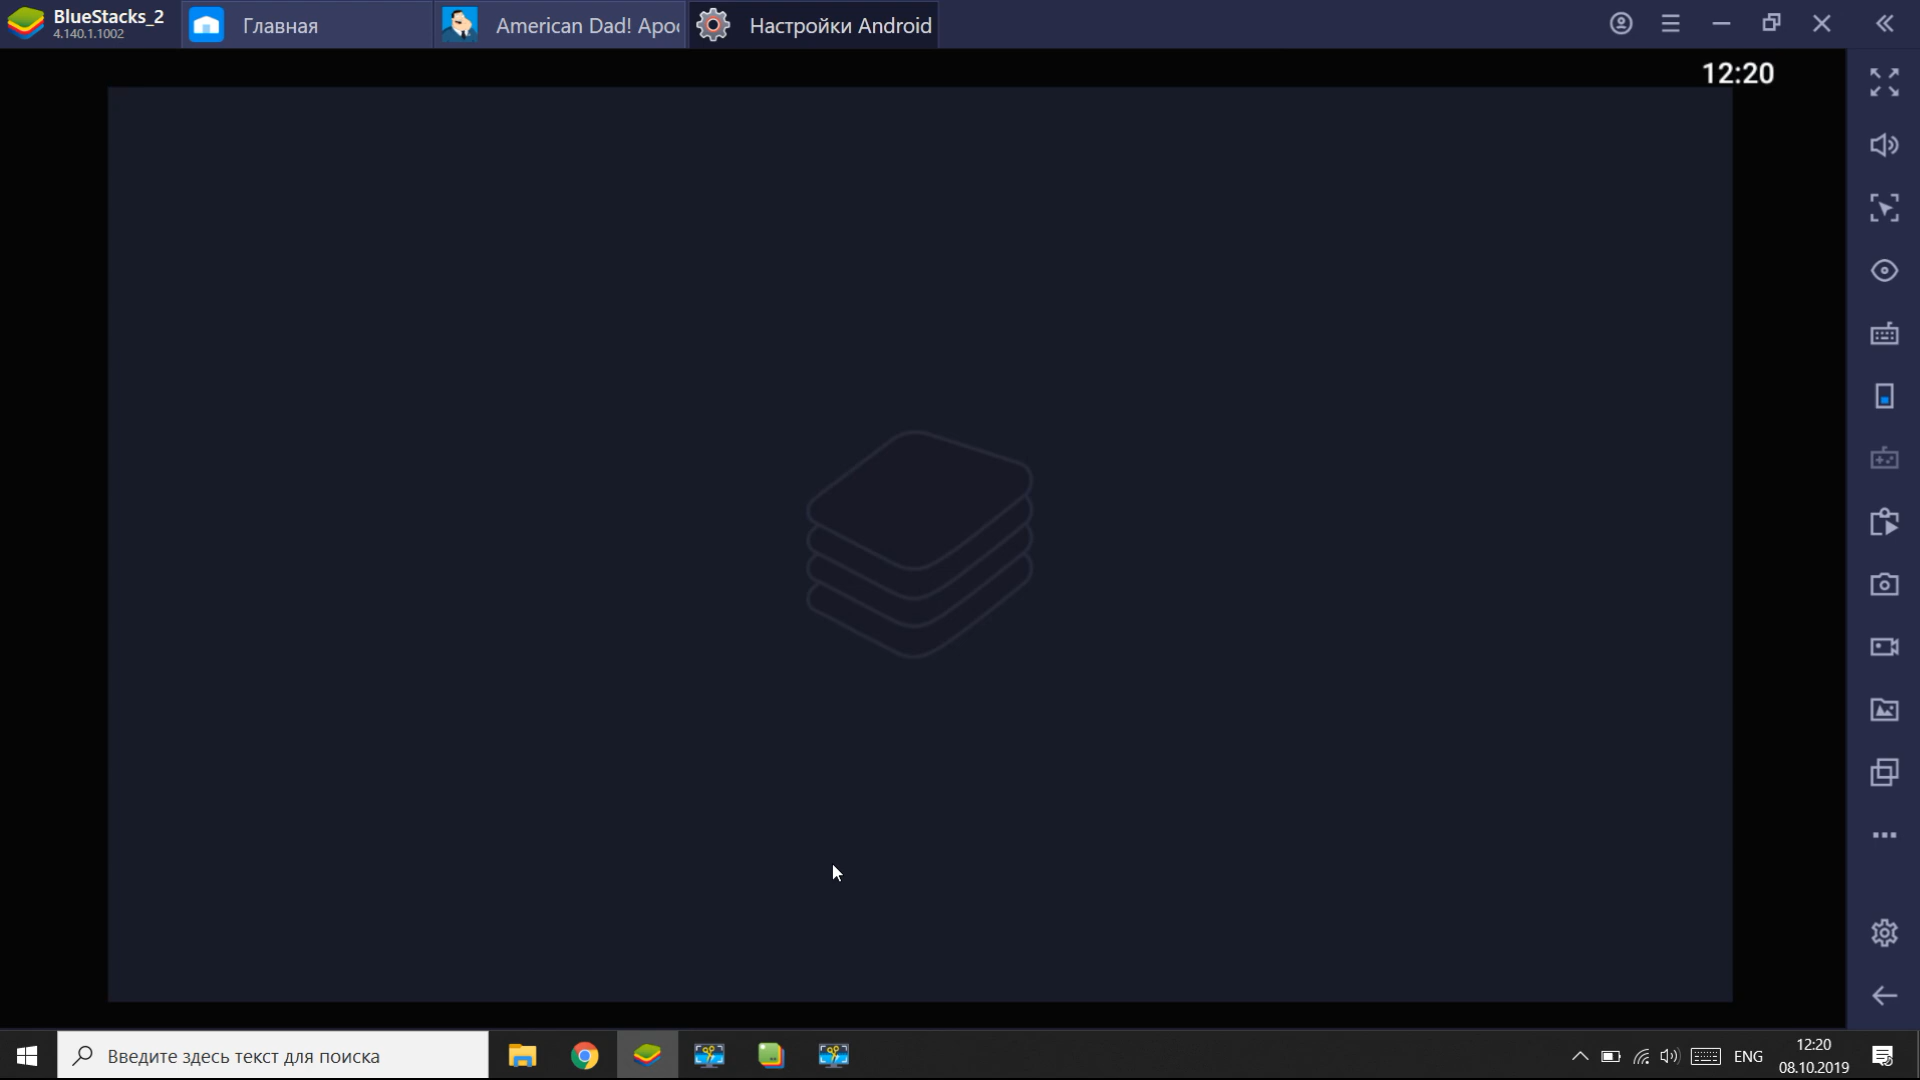 BlueStacks_2
4.140.1.1002
Главная
American Dad! Apo
Настройки Android
12:20
Введите здесь текст для поиска
ENG
12:20
08.10.2019